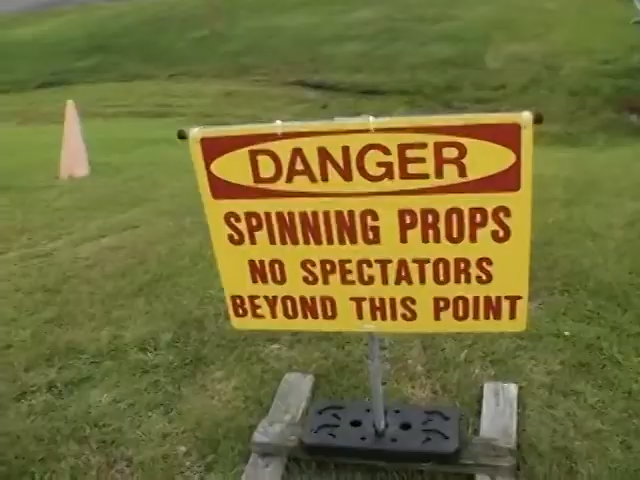 DANGER
SPINNING PROPS
NO SPECTATORS
BEYOND THIS POINT